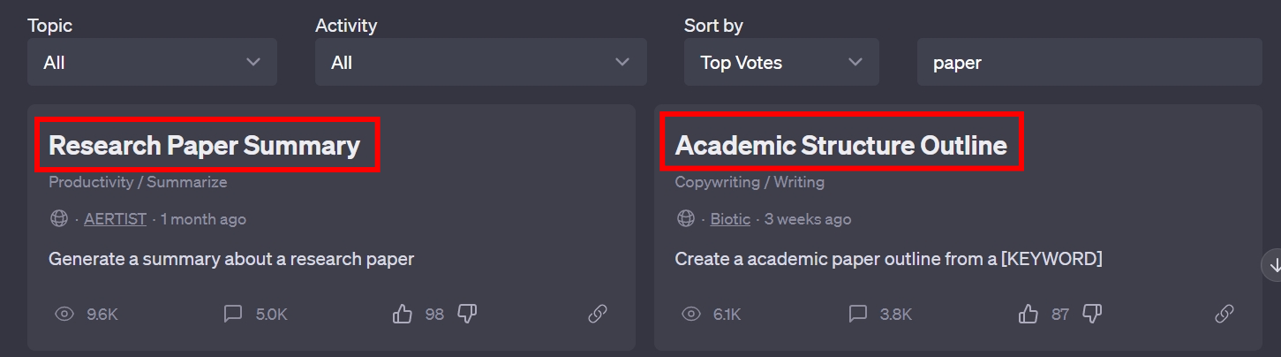 Topic
Activity
Sort by
All
All
Top Votes
paper
Research Paper Summary
Productivity / Summarize
· AERTIST · 1 month ago
Generate a summary about a research paper
9.6K
5.0K
98
Academic Structure Outline
Copywriting / Writing
· Biotic · 3 weeks ago
Create a academic paper outline from a [KEYWORD]
6.1K
3.8K
87